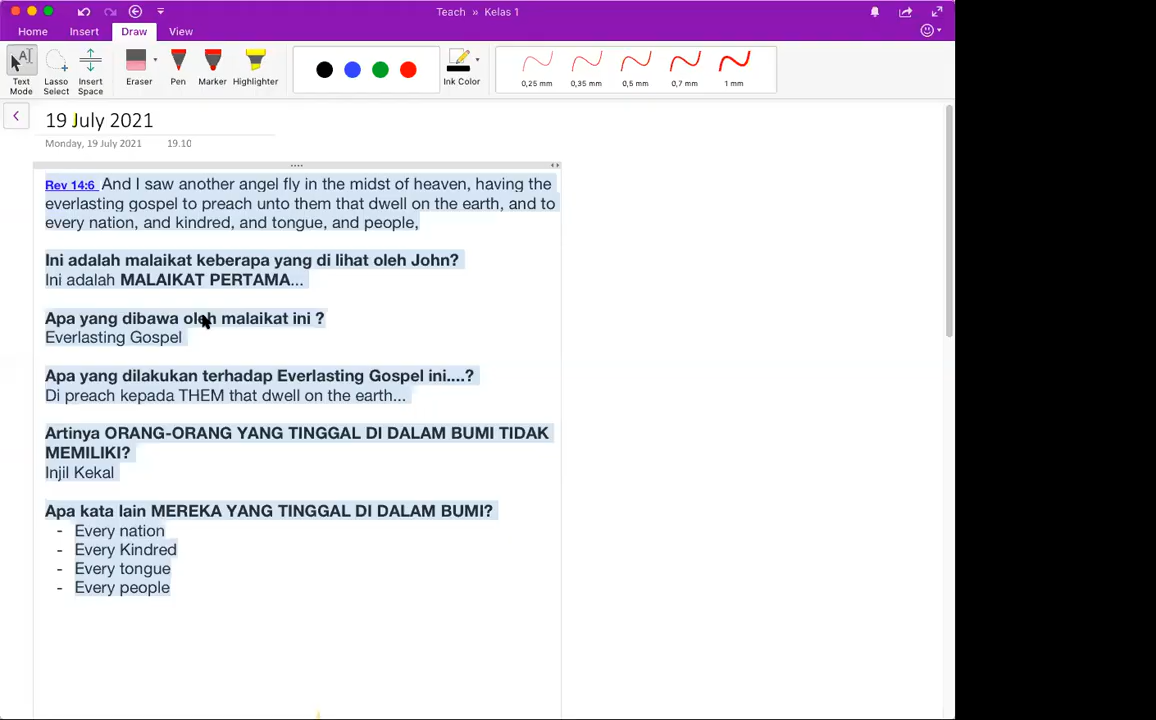 Teach » Kelas 1
Home Insert Draw View
Text Mode
Lasso Select
Insert Space
Eraser
Pen
Marker
Highlighter
Ink Color
0,25 mm
0,35 mm
0,5 mm
0,7 mm
1 mm
19 July 2021
Monday, 19 July 2021 19.10
Rev 14:6 And I saw another angel fly in the midst of heaven, having the
everlasting gospel to preach unto them that dwell on the earth, and to
every nation, and kindred, and tongue, and people,
Ini adalah malaikat keberapa yang di lihat oleh John?
Ini adalah MALAIKAT PERTAMA...
Apa yang dibawa oleh malaikat ini ?
Everlasting Gospel
Apa yang dilakukan terhadap Everlasting Gospel ini....?
Di preach kepada THEM that dwell on the earth...
Artinya ORANG-ORANG YANG TINGGAL DI DALAM BUMI TIDAK
MEMILIKI?
Injil Kekal
Apa kata lain MEREKA YANG TINGGAL DI DALAM BUMI?
- Every nation
- Every Kindred
- Every tongue
- Every people